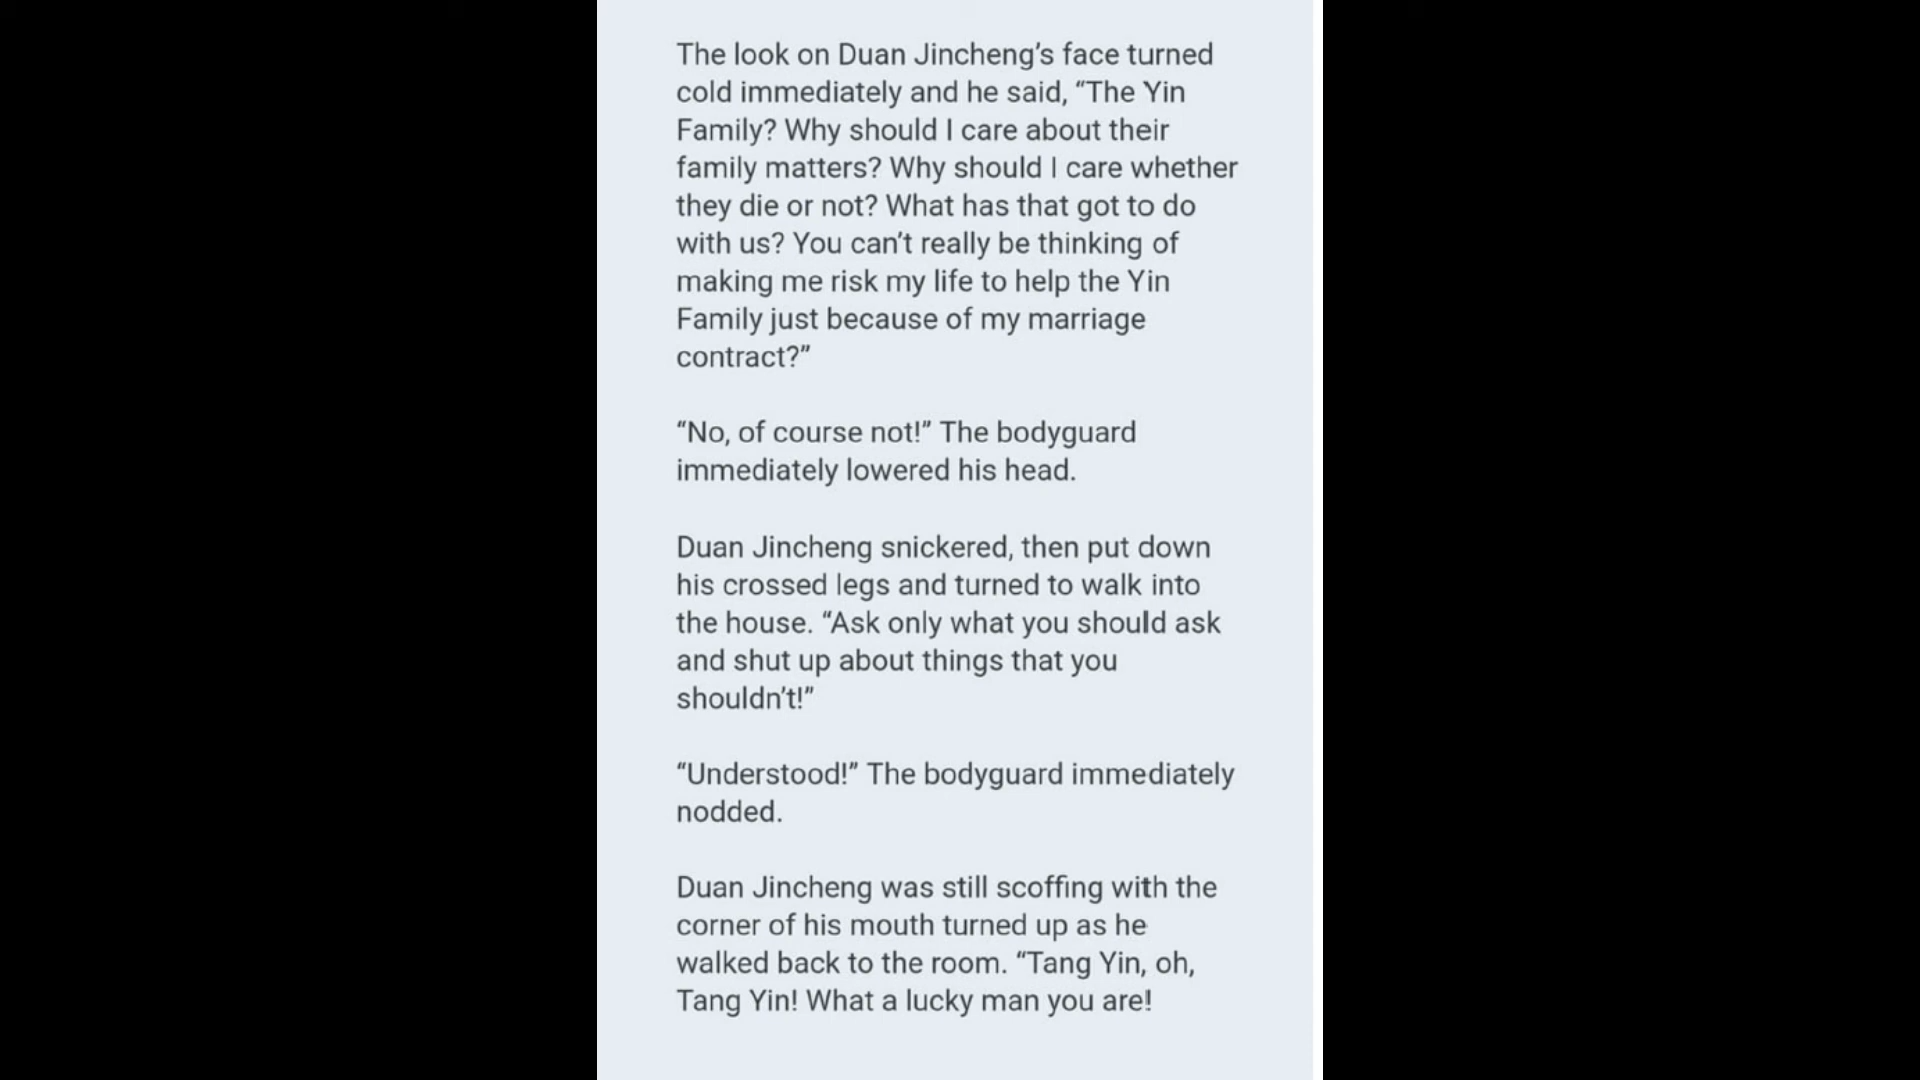 The look on Duan Jincheng’s face turned
cold immediately and he said, “The Yin
Family? Why should I care about their
family matters? Why should I care whether
they die or not? What has that got to do
with us? You can’t really be thinking of
making me risk my life to help the Yin
Family just because of my marriage
contract?”
“No, of course not!” The bodyguard
immediately lowered his head.
Duan Jincheng snickered, then put down
his crossed legs and turned to walk into
the house. “Ask only what you should ask
and shut up about things that you
shouldn’t!”
“Understood!” The bodyguard immediately
nodded.
Duan Jincheng was still scoffing with the
corner of his mouth turned up as he
walked back to the room. “Tang Yin, oh,
Tang Yin! What a lucky man you are!